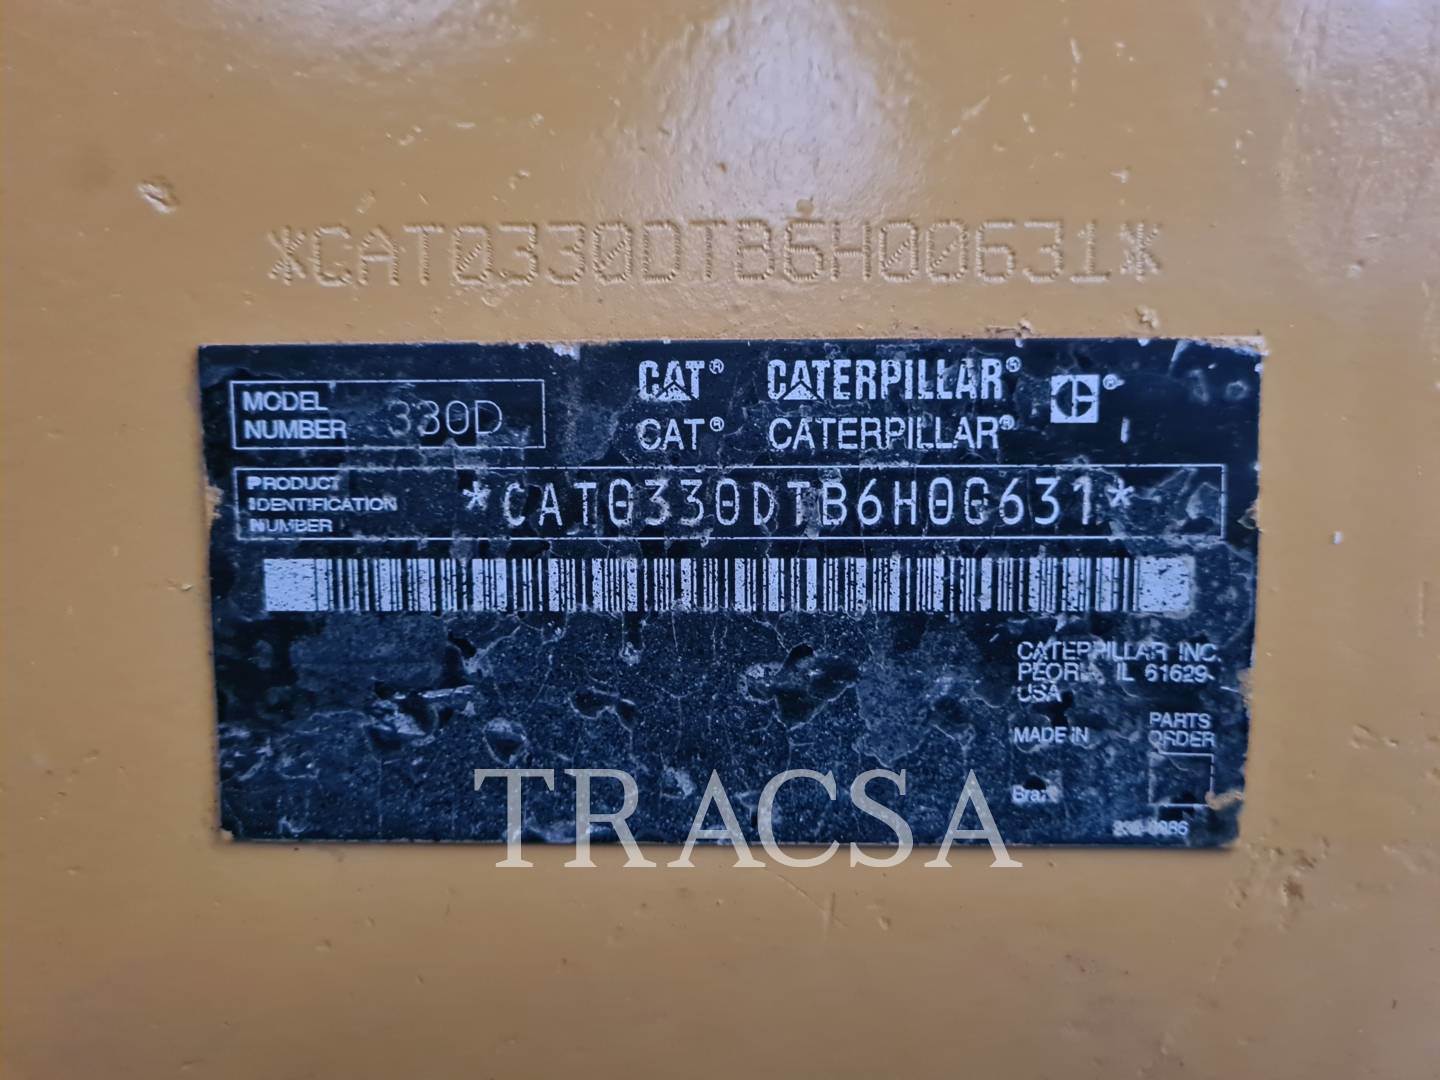 *CAT0330DTB6H00631*
MODEL NUMBER 330D
CAT® CATERPILLAR® ®
CAT® CATERPILLAR®
PRODUCT IDENTIFICATION NUMBER *CAT0330DTB6H00631*
CATERPILLAR INC.
PEORIA, IL 61629
USA
MADE IN
PARTS ORDER
TRACSA